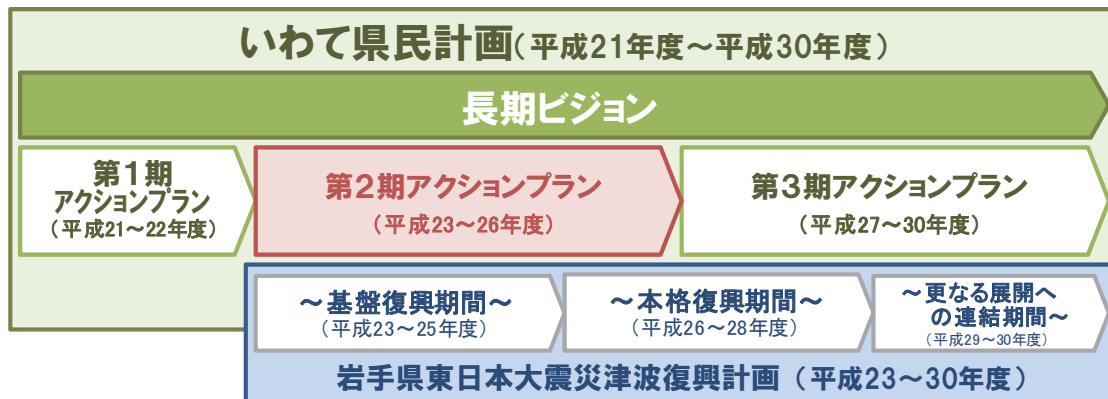 いわて県民計画(平成21年度～平成30年度)
長期ビジョン
第1期
アクションプラン
(平成21～22年度)
第2期アクションプラン
(平成23～26年度)
第3期アクションプラン
(平成27～30年度)
～基盤復興期間～
(平成23～25年度)
～本格復興期間～
(平成26～28年度)
～更なる展開へ
の連結期間～
(平成29～30年度)
岩手県東日本大震災津波復興計画(平成23～30年度)